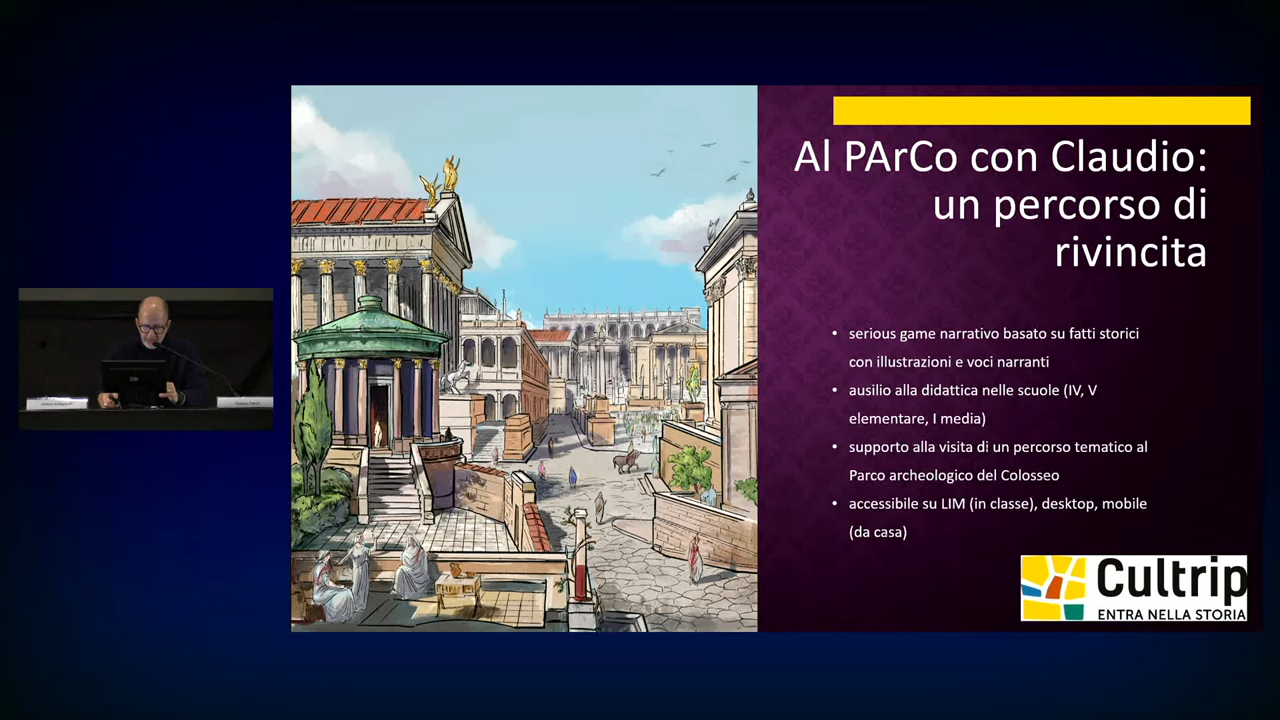 Al PArCo con Claudio:
un percorso di
rivincita
• serious game narrativo basato su fatti storici
con illustrazioni e voci narranti
• ausilio alla didattica nelle scuole (IV, V
elementare, I media)
• supporto alla visita di un percorso tematico al
Parco archeologico del Colosseo
• accessibile su LIM (in classe), desktop, mobile
(da casa)
Cultrip
ENTRA NELLA STORIA